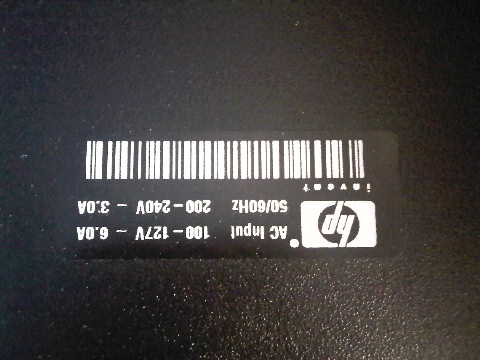 hp
invent
AC Input 100-127V ~ 6.0A
50/60Hz 200-240V ~ 3.0A